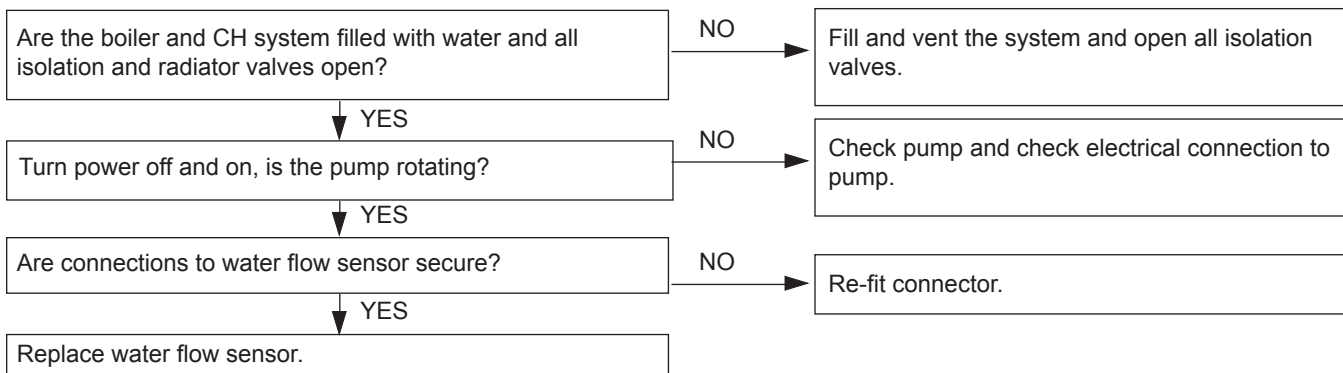 Are the boiler and CH system filled with water and all
isolation and radiator valves open?
NO
Fill and vent the system and open all isolation
valves.
YES
Turn power off and on, is the pump rotating?
NO
Check pump and check electrical connection to
pump.
YES
Are connections to water flow sensor secure?
NO
Re-fit connector.
YES
Replace water flow sensor.